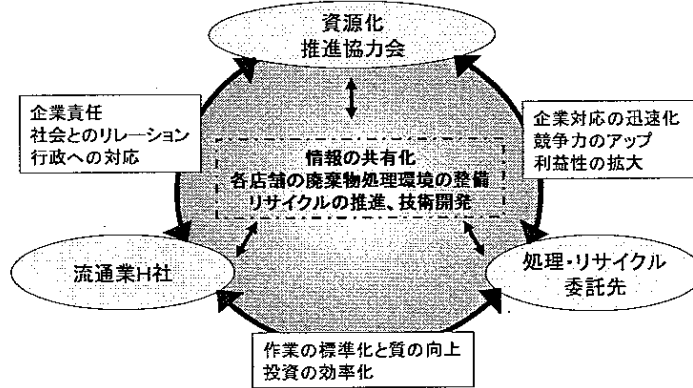 資源化
推進協力会
企業責任
社会とのリレーション
行政への対応
企業対応の迅速化
競争力のアップ
利益性の拡大
情報の共有化
各店舗の廃棄物処理環境の整備
リサイクルの推進、技術開発
流通業H社
処理・リサイクル
委託先
作業の標準化と質の向上
投資の効率化